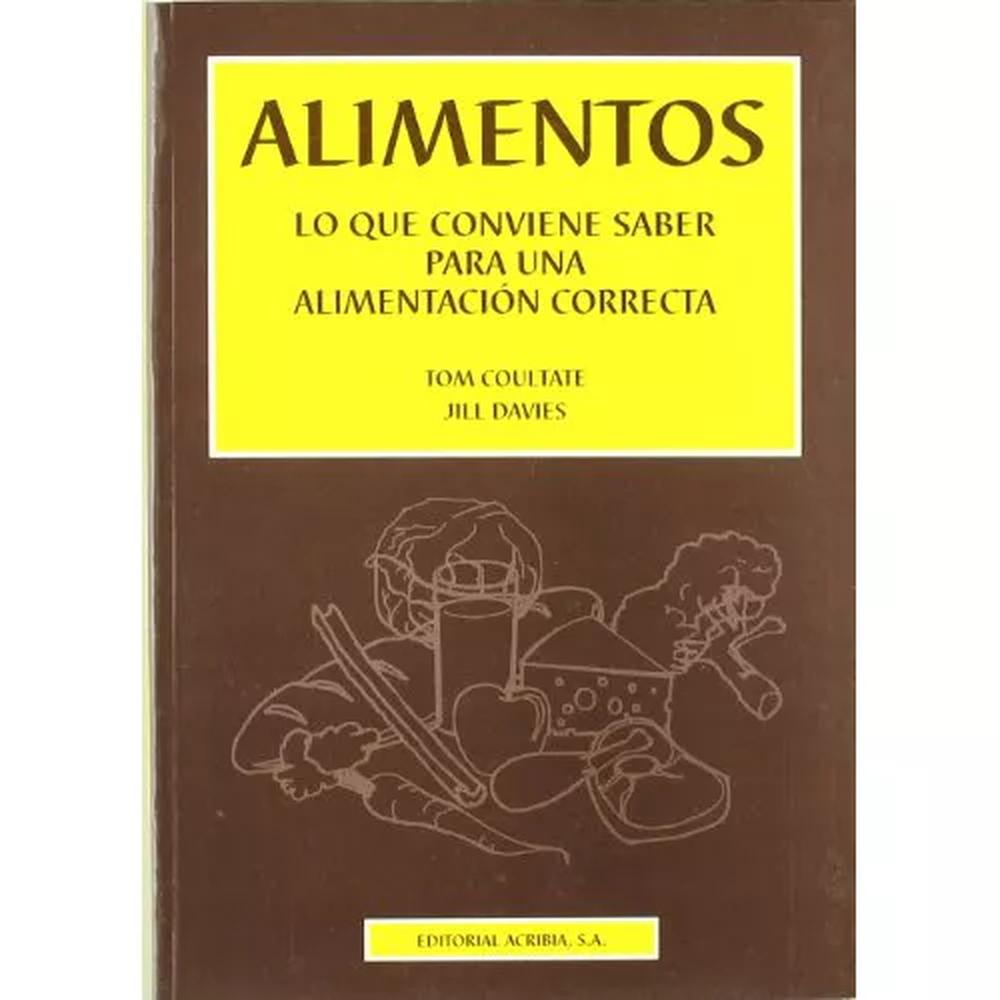 ALIMENTOS
LO QUE CONVIENE SABER
PARA UNA
ALIMENTACIÓN CORRECTA
TOM COULTATE
JILL DAVIES
EDITORIAL ACRIBIA, S.A.